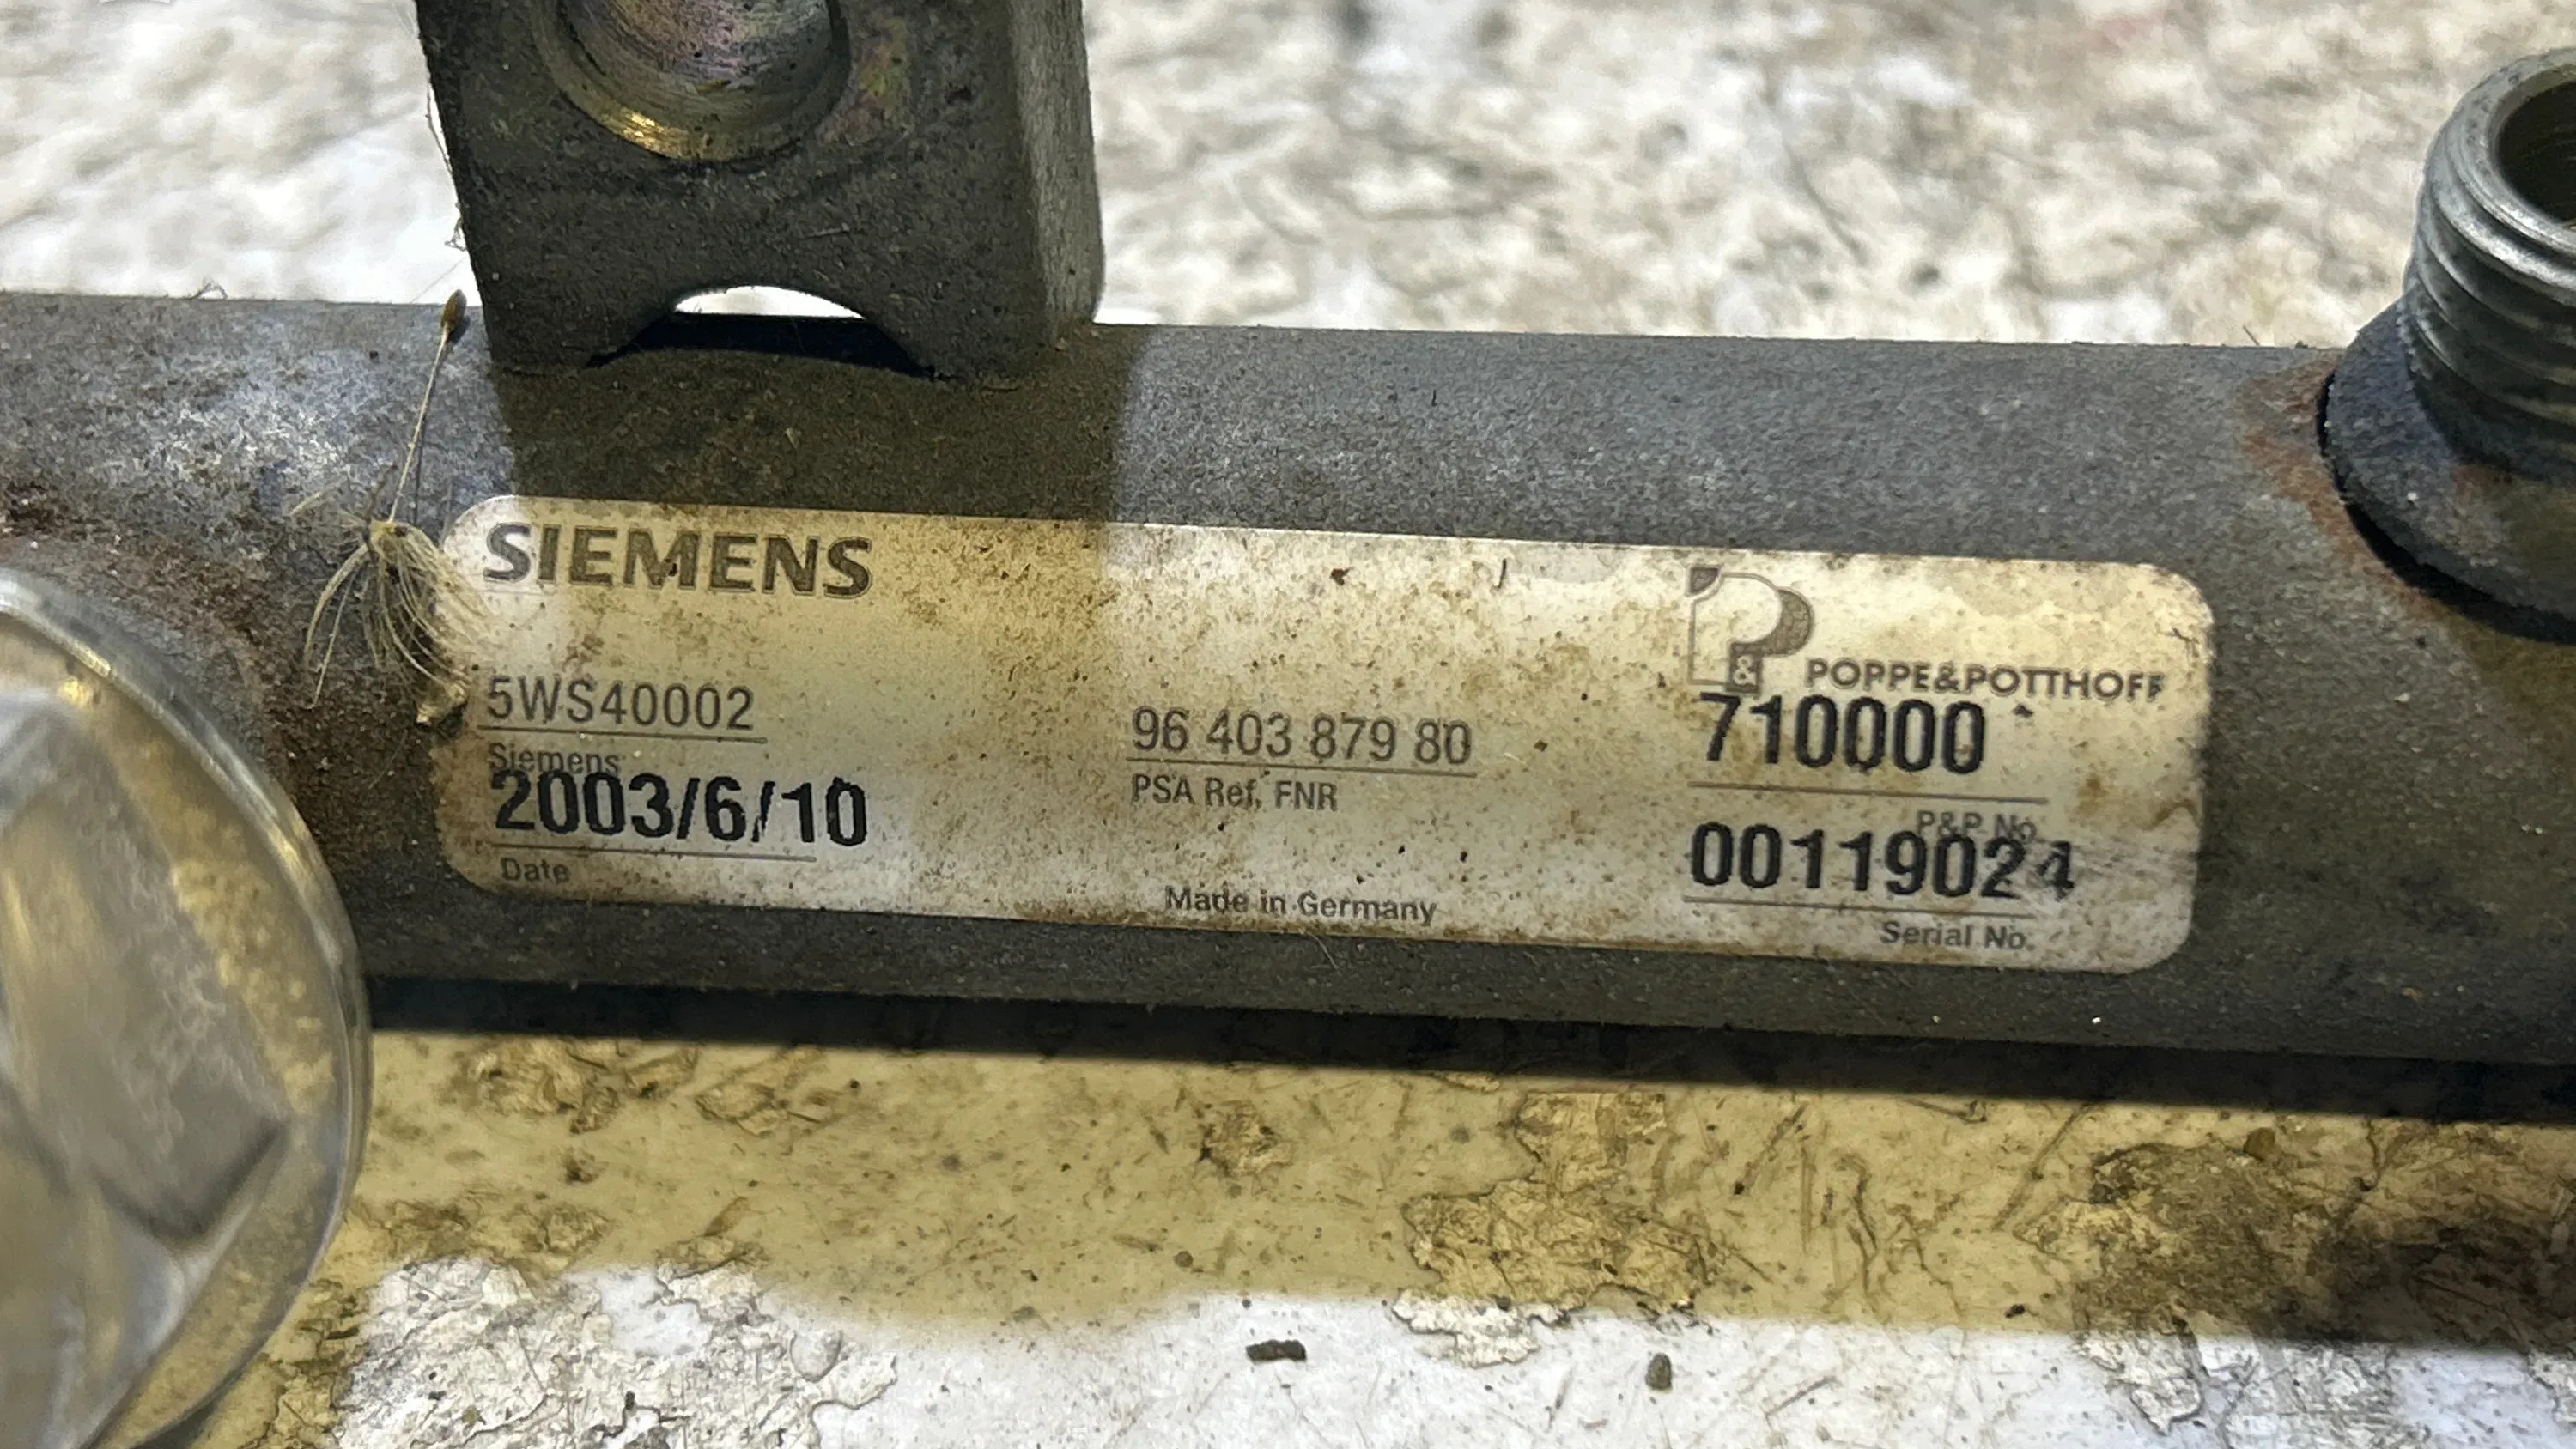 SIEMENS
P&P POPPE&POTTHOFF
5WS40002
Siemens
2003/6/10
Date
96 403 879 80
PSA Ref, FNR
Made in Germany
710000
P&P No.
00119024
Serial No.